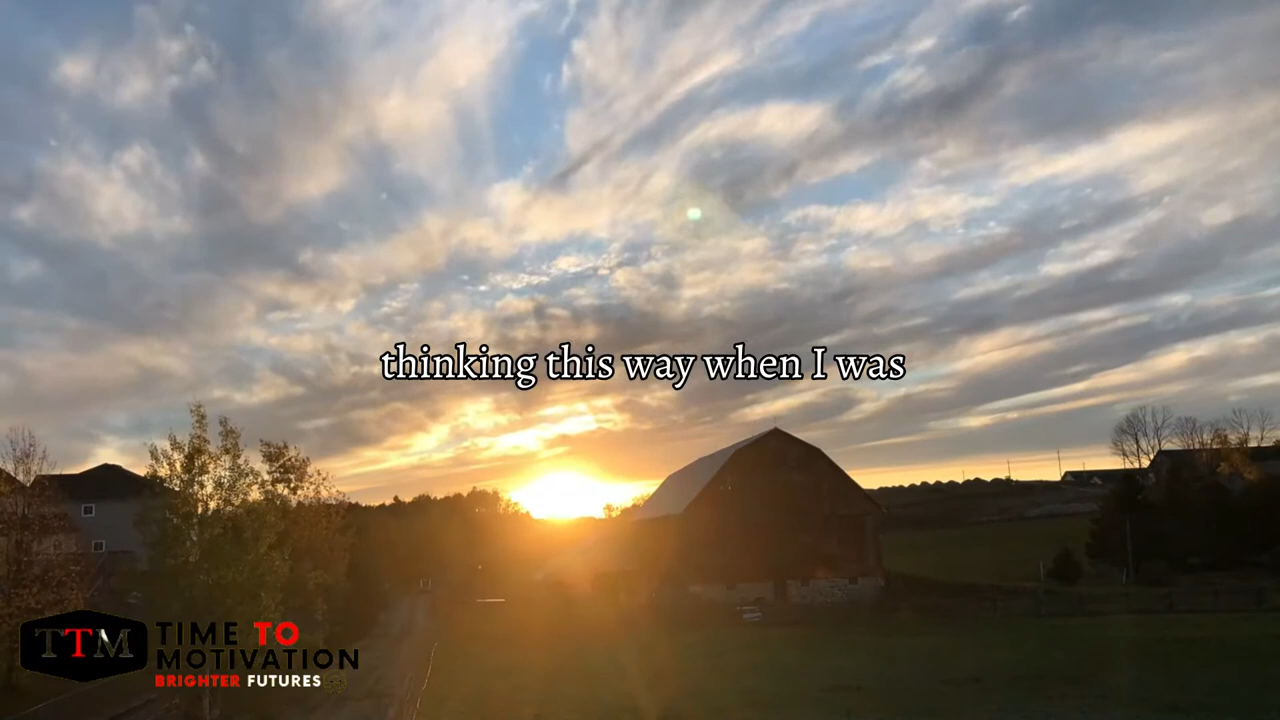 thinking this way when I was
TTM
TIME TO
MOTIVATION
BRIGHTER FUTURES